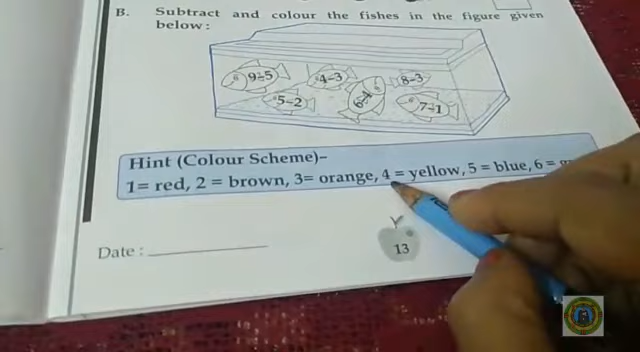 B. Subtract and colour the fishes in the figure given
below :
9-5
4-3
8-3
5-2
6-4
7-1
Hint (Colour Scheme)-
1= red, 2 = brown, 3= orange, 4 = yellow, 5 = blue, 6 =
Date :
13